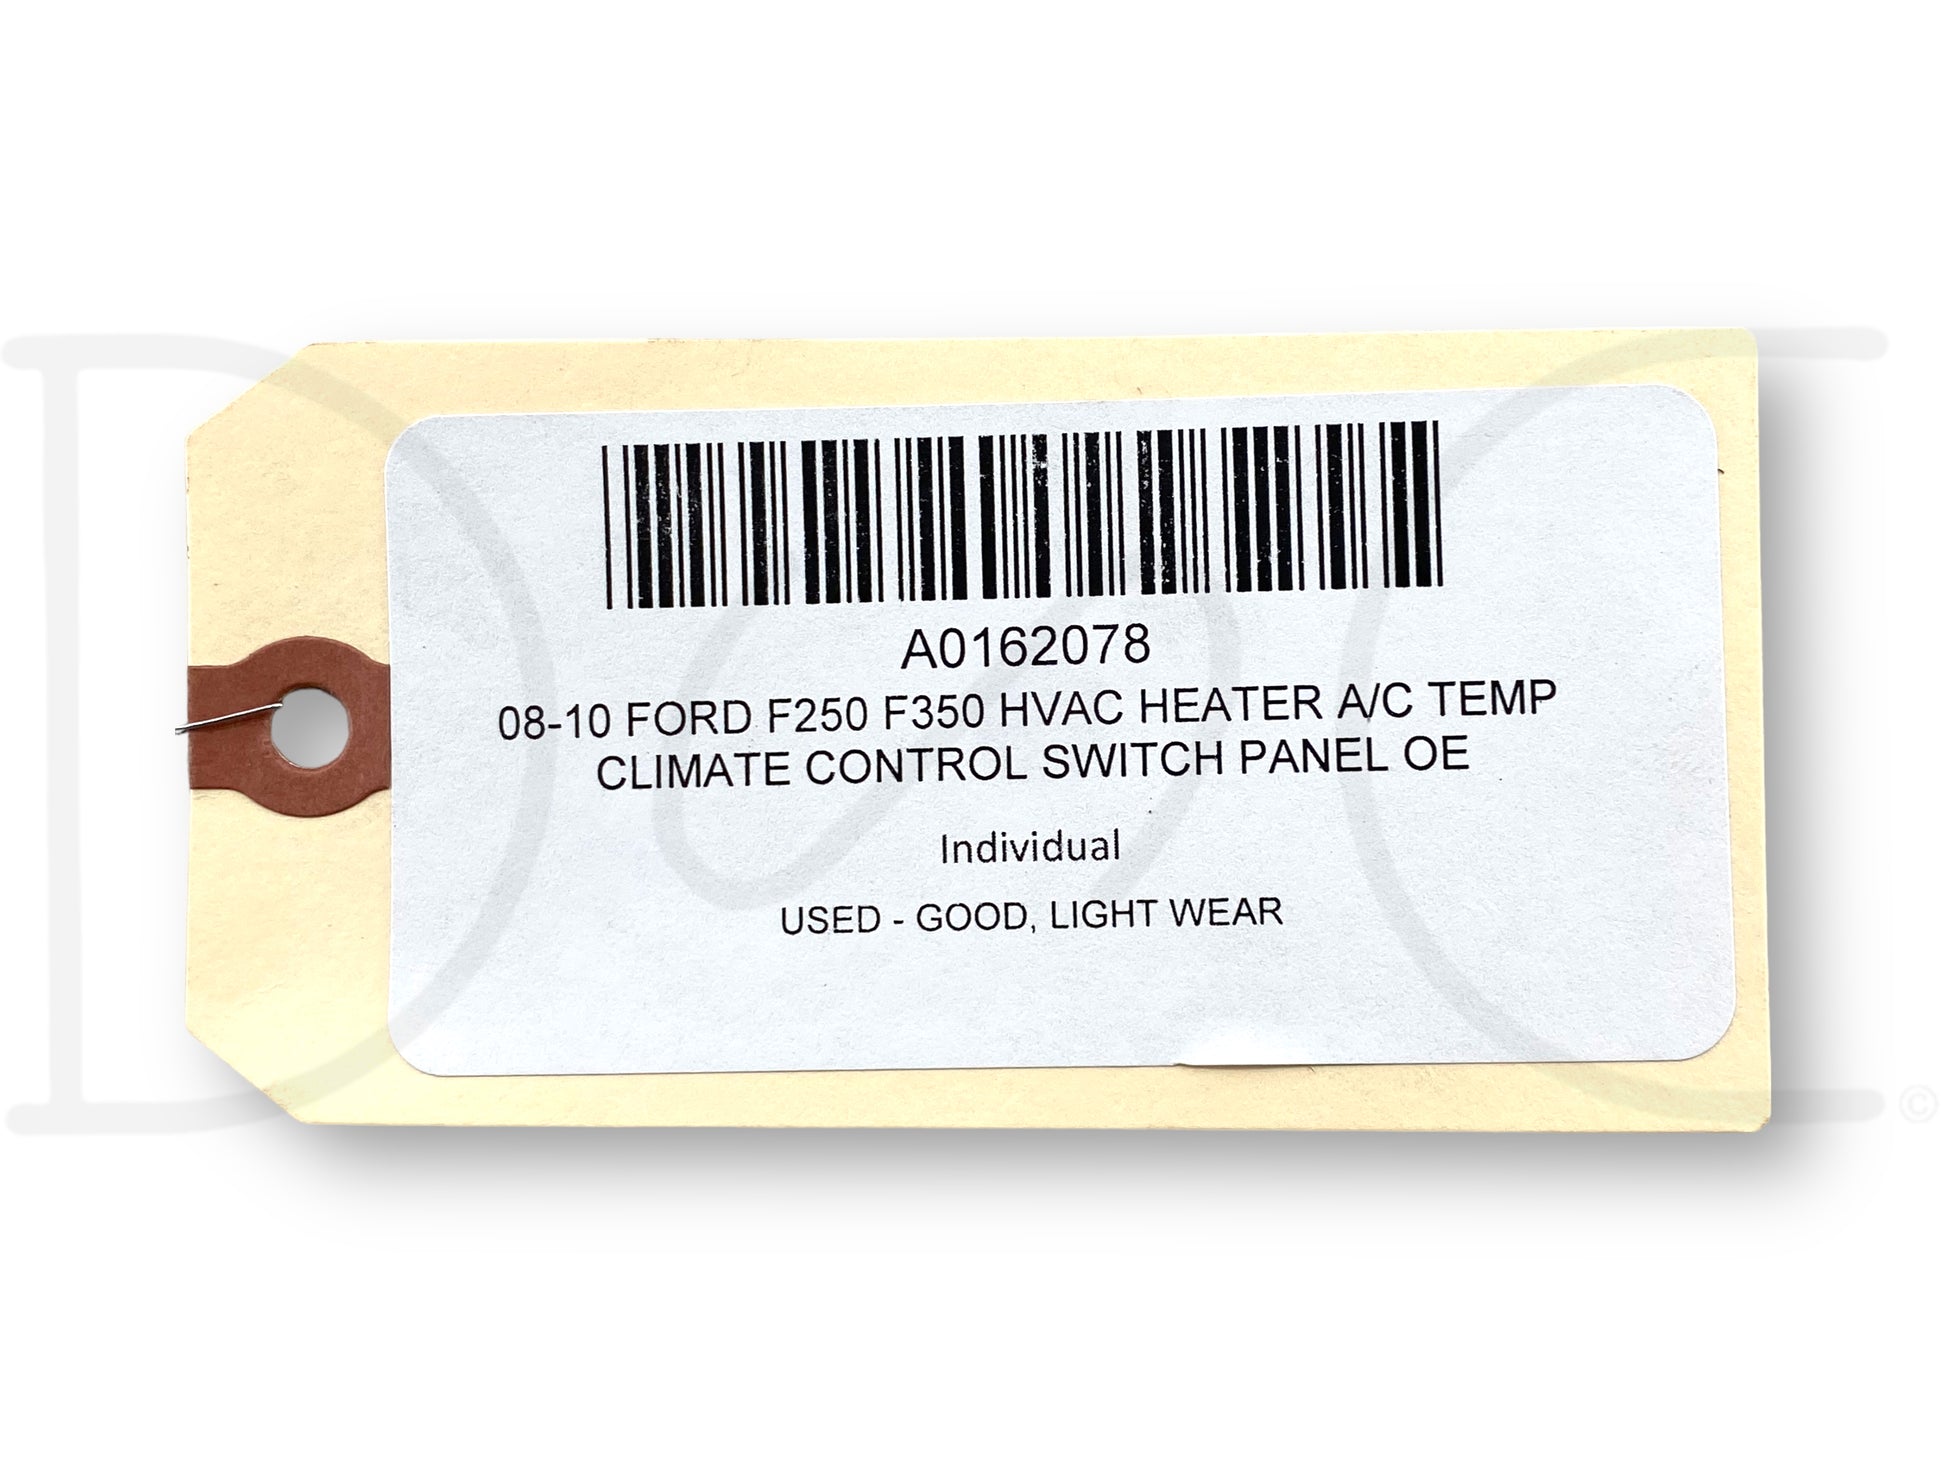 A0162078
08-10 FORD F250 F350 HVAC HEATER A/C TEMP
CLIMATE CONTROL SWITCH PANEL OE
Individual
USED - GOOD, LIGHT WEAR
©